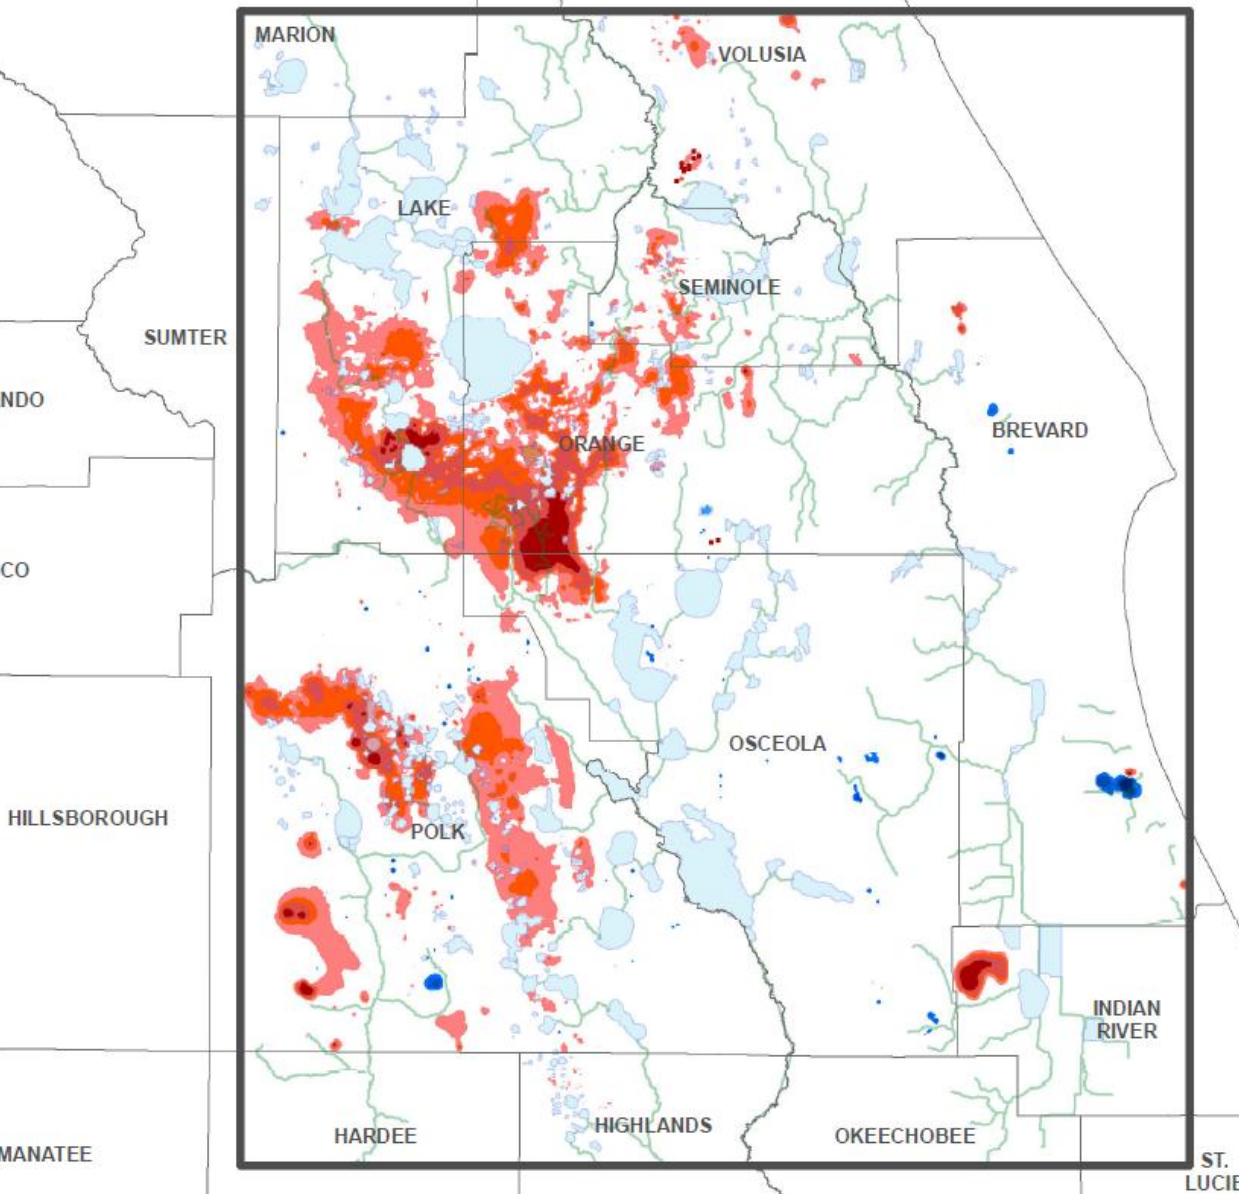 MARION
VOLUSIA
LAKE
SEMINOLE
SUMTER
NDO
BREVARD
ORANGE
CO
OSCEOLA
HILLSBOROUGH
POLK
INDIAN
RIVER
HIGHLANDS
HARDEE
OKEECHOBEE
MANATEE
ST.
LUCIE